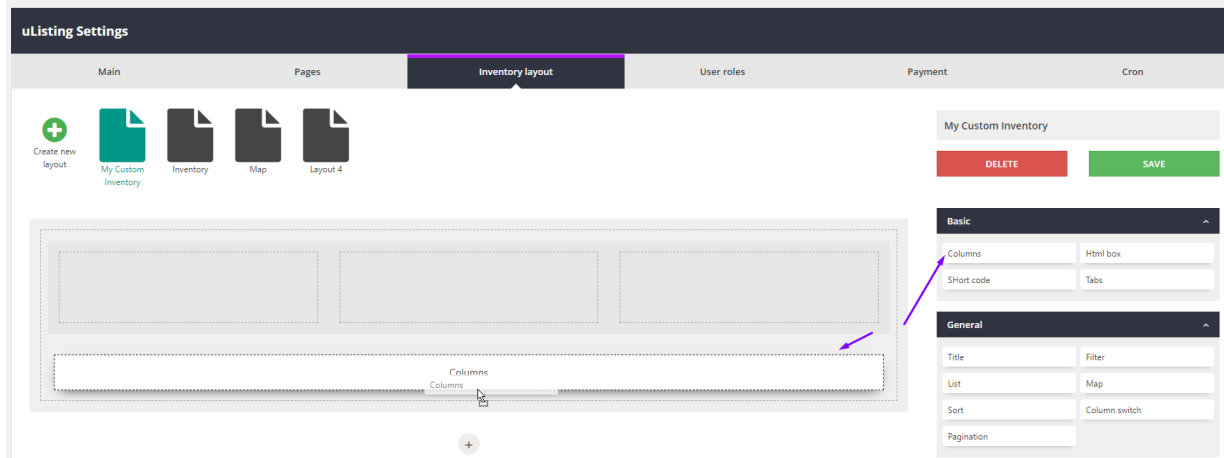 uListing Settings
Main
Pages
Inventory layout
User roles
Payment
Cron
Create new
layout
My Custom
Inventory
Inventory
Map
Layout 4
My Custom Inventory
DELETE
SAVE
Basic
Columns
Html box
SHort code
Tabs
General
Title
Filter
List
Map
Sort
Column switch
Pagination
Columns
Columns
+